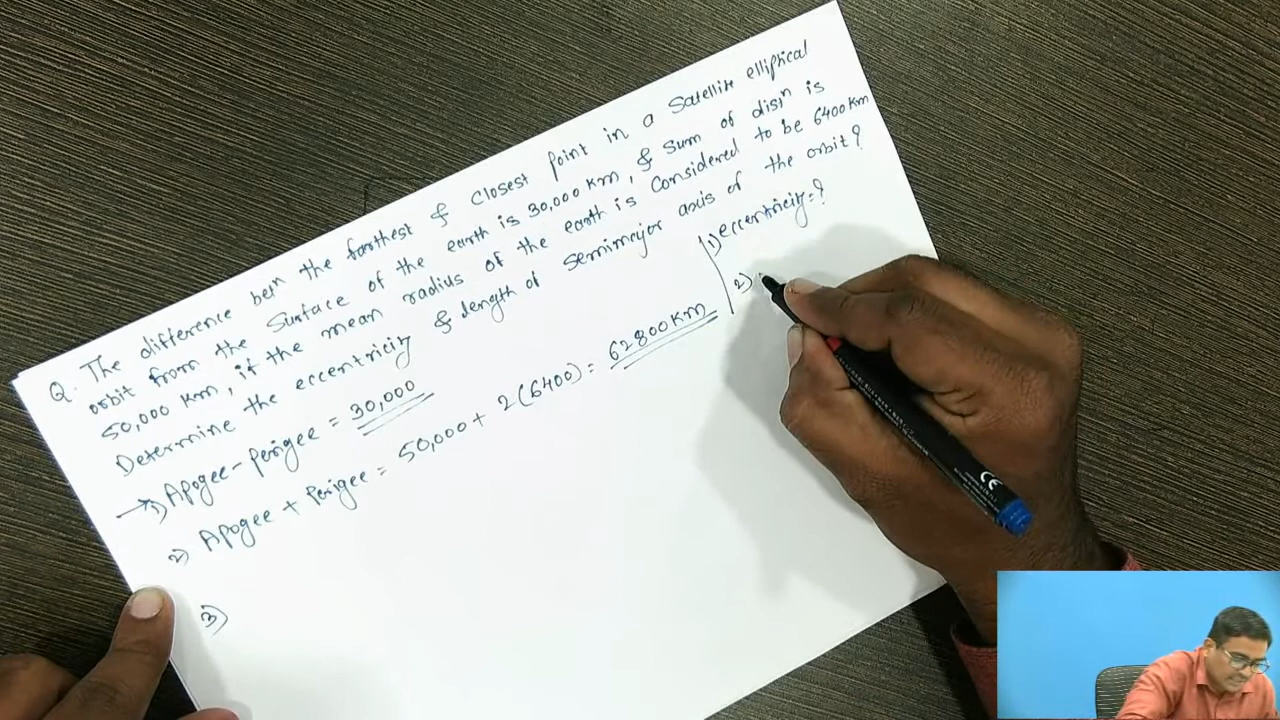 Q. The difference betn the farthest & closest point in a Satellite elliptical
orbit from the Surface of the earth is 30,000 Km, & Sum of distn is
50,000 Km, if the mean radius of the earth is Considered to be 6400 Km
Determine the eccentricity & length of semimajor axis of the orbit?
→1) Apogee - Perigee = 30,000
2) Apogee + Perigee = 50,000 + 2(6400) = 62800 Km
3)
1) eccentricity=?
2)
CE